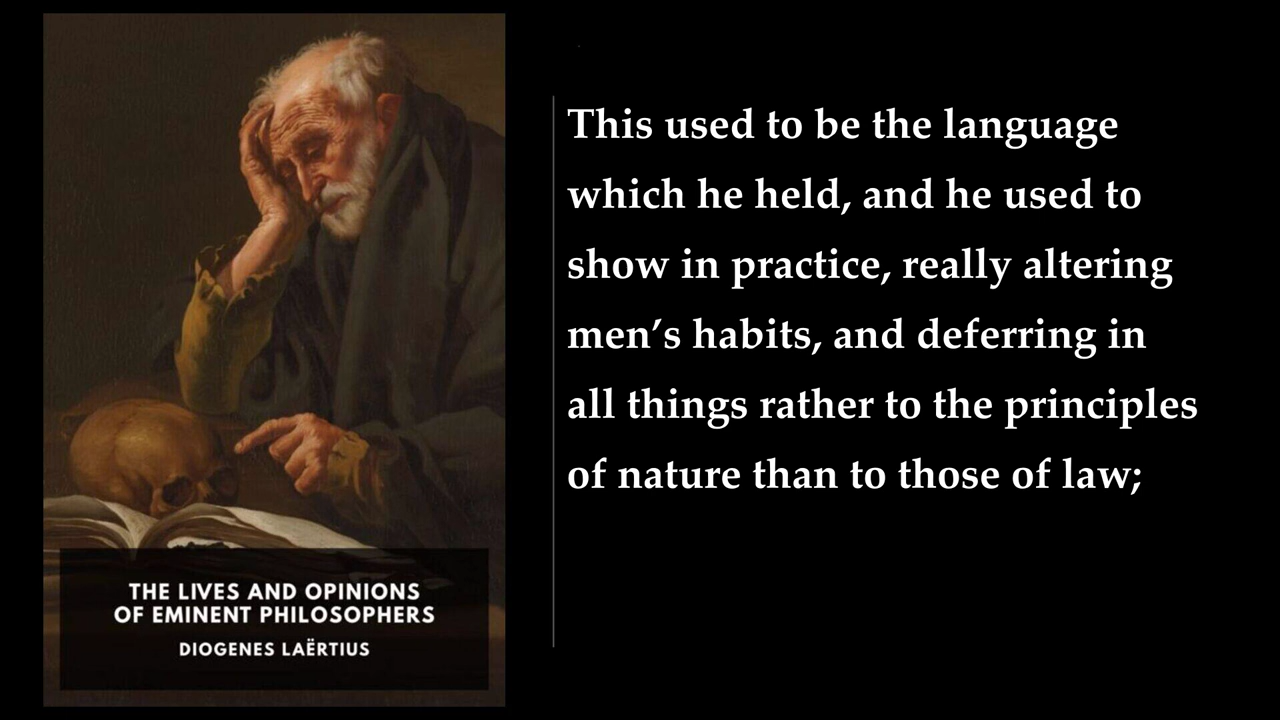 This used to be the language
which he held, and he used to
show in practice, really altering
men’s habits, and deferring in
all things rather to the principles
of nature than to those of law;
THE LIVES AND OPINIONS
OF EMINENT PHILOSOPHERS
DIOGENES LAËRTIUS